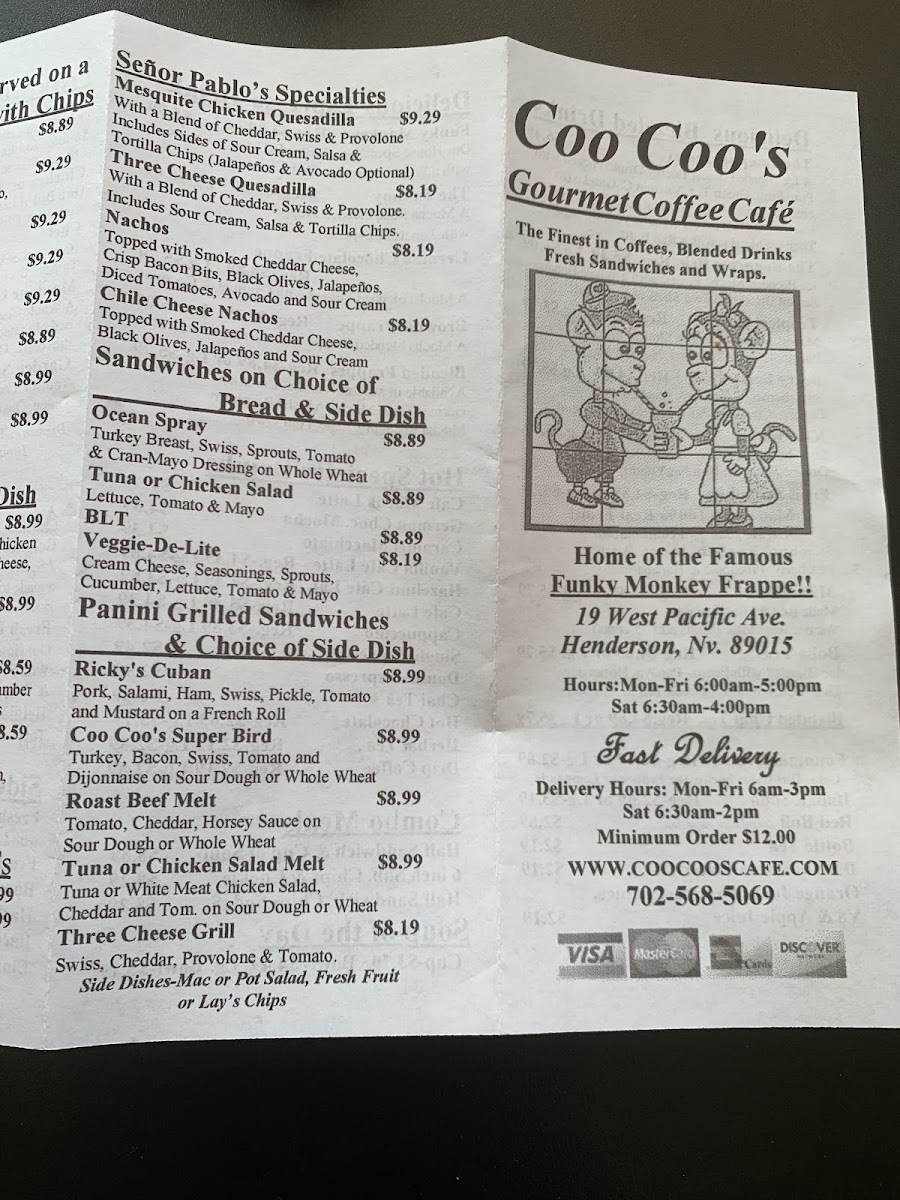 rved on a
with Chips
$8.89
$9.29
$9.29
$9.29
$9.29
$8.89
$8.99
$8.99
Dish
$8.99
hicken
heese,
$8.99
$8.59
umber
8.59
S
99
99
Señor Pablo's Specialties
Mesquite Chicken Quesadilla $9.29
With a Blend of Cheddar, Swiss & Provolone
Includes Sides of Sour Cream, Salsa &
Tortilla Chips (Jalapeños & Avocado Optional)
Three Cheese Quesadilla $8.19
With a Blend of Cheddar, Swiss & Provolone.
Includes Sour Cream, Salsa & Tortilla Chips.
Nachos $8.19
Topped with Smoked Cheddar Cheese,
Crisp Bacon Bits, Black Olives, Jalapeños,
Diced Tomatoes, Avocado and Sour Cream
Chile Cheese Nachos $8.19
Topped with Smoked Cheddar Cheese,
Black Olives, Jalapeños and Sour Cream
Sandwiches on Choice of
Bread & Side Dish
Ocean Spray $8.89
Turkey Breast, Swiss, Sprouts, Tomato
& Cran-Mayo Dressing on Whole Wheat
Tuna or Chicken Salad $8.89
Lettuce, Tomato & Mayo
BLT $8.89
Veggie-De-Lite $8.19
Cream Cheese, Seasonings, Sprouts,
Cucumber, Lettuce, Tomato & Mayo
Panini Grilled Sandwiches
& Choice of Side Dish
Ricky's Cuban $8.99
Pork, Salami, Ham, Swiss, Pickle, Tomato
and Mustard on a French Roll
Coo Coo's Super Bird $8.99
Turkey, Bacon, Swiss, Tomato and
Dijonnaise on Sour Dough or Whole Wheat
Roast Beef Melt $8.99
Tomato, Cheddar, Horsey Sauce on
Sour Dough or Whole Wheat
Tuna or Chicken Salad Melt $8.99
Tuna or White Meat Chicken Salad,
Cheddar and Tom. on Sour Dough or Wheat
Three Cheese Grill $8.19
Swiss, Cheddar, Provolone & Tomato.
Side Dishes-Mac or Pot Salad, Fresh Fruit
or Lay's Chips
Coo Coo's
Gourmet Coffee Café
The Finest in Coffees, Blended Drinks
Fresh Sandwiches and Wraps.
Home of the Famous
Funky Monkey Frappe!!
19 West Pacific Ave.
Henderson, Nv. 89015
Hours:Mon-Fri 6:00am-5:00pm
Sat 6:30am-4:00pm
Fast Delivery
Delivery Hours: Mon-Fri 6am-3pm
Sat 6:30am-2pm
Minimum Order $12.00
WWW.COOCOOSCAFE.COM
702-568-5069
VISA MasterCard Cards DISCOVER